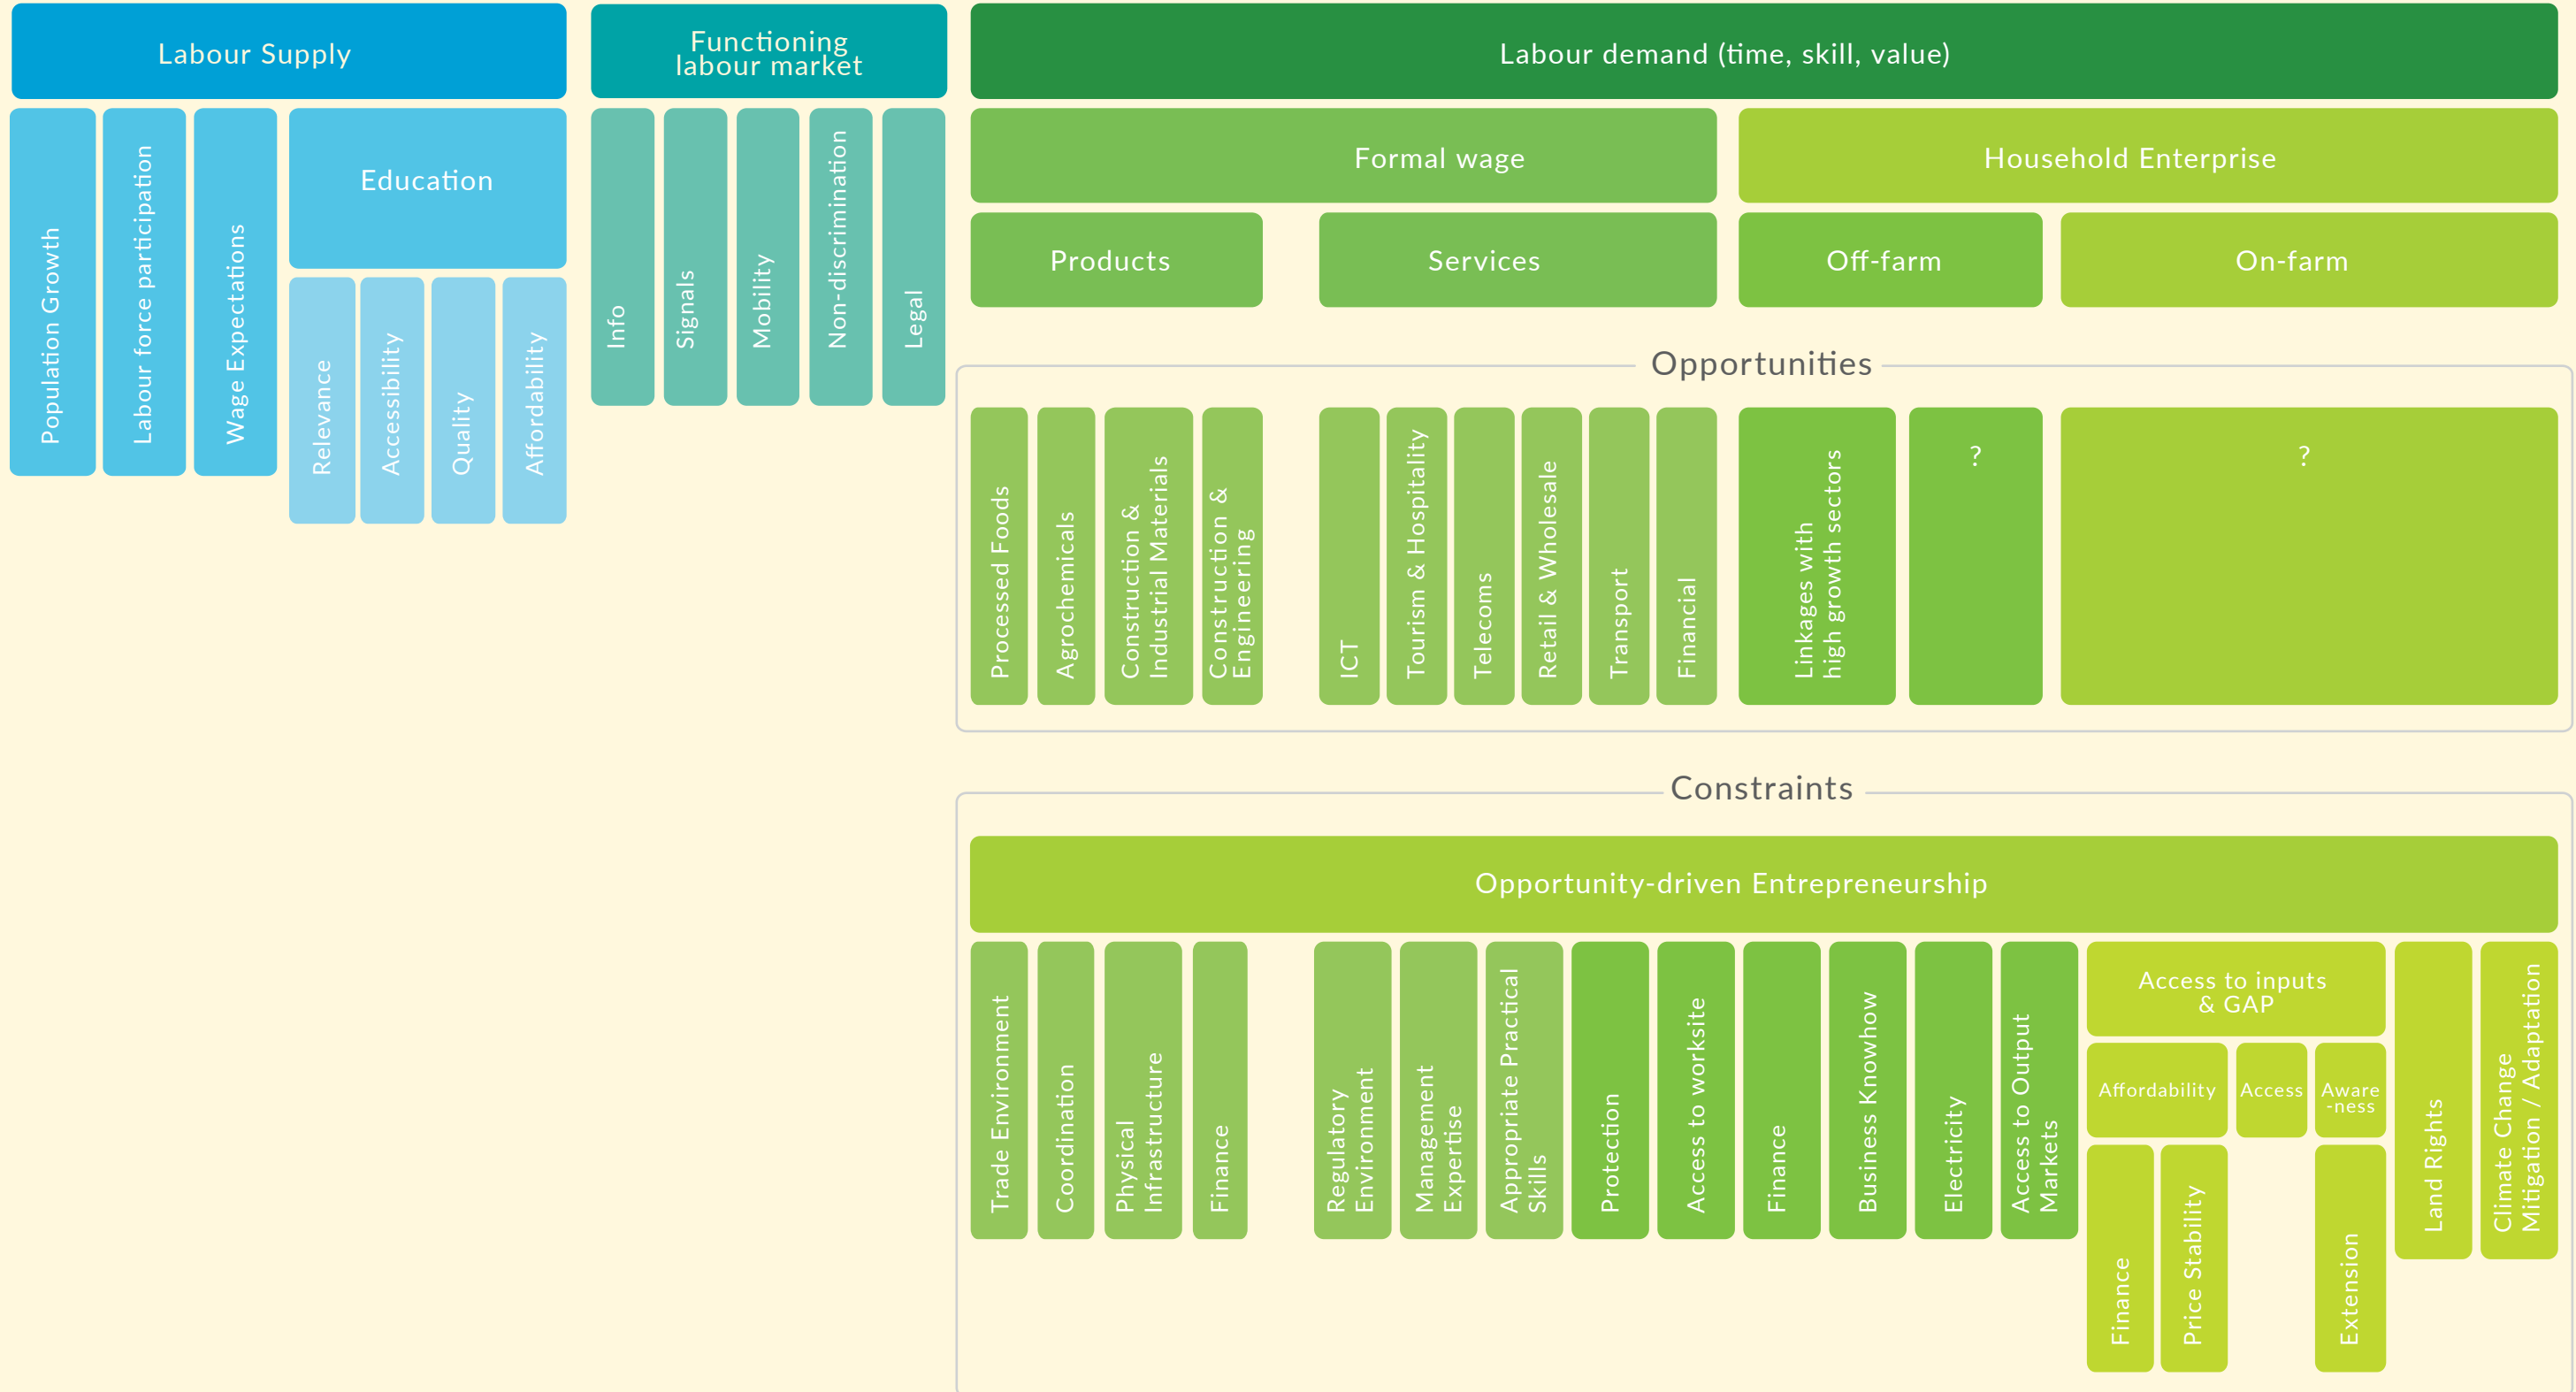 Labour Supply
Functioning
labour market
Labour demand (time, skill, value)
Population Growth
Labour force participation
Wage Expectations
Education
Relevance
Accessibility
Quality
Affordability
Info
Signals
Mobility
Non-discrimination
Legal
Formal wage
Household Enterprise
Products
Services
Off-farm
On-farm
Opportunities
Processed Foods
Agrochemicals
Construction &
Industrial Materials
Construction &
Engineering
ICT
Tourism & Hospitality
Telecoms
Retail & Wholesale
Transport
Financial
Linkages with
high growth sectors
?
?
Constraints
Opportunity-driven Entrepreneurship
Trade Environment
Coordination
Physical
Infrastructure
Finance
Regulatory
Environment
Management
Expertise
Appropriate Practical
Skills
Protection
Access to worksite
Finance
Business Knowhow
Electricity
Access to Output
Markets
Access to inputs
& GAP
Affordability
Access
Aware
-ness
Finance
Price Stability
Extension
Land Rights
Climate Change
Mitigation / Adaptation